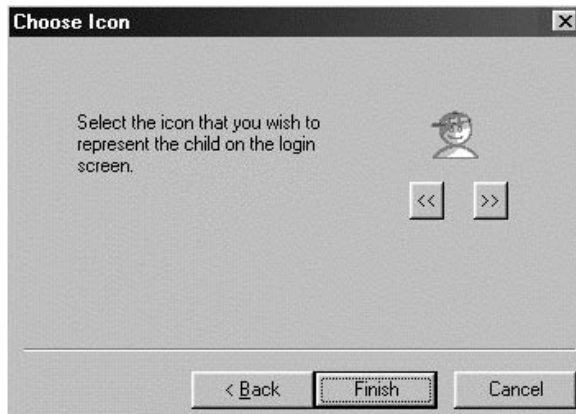 Choose Icon
Select the icon that you wish to
represent the child on the login
screen.
<< >>
< Back Finish Cancel